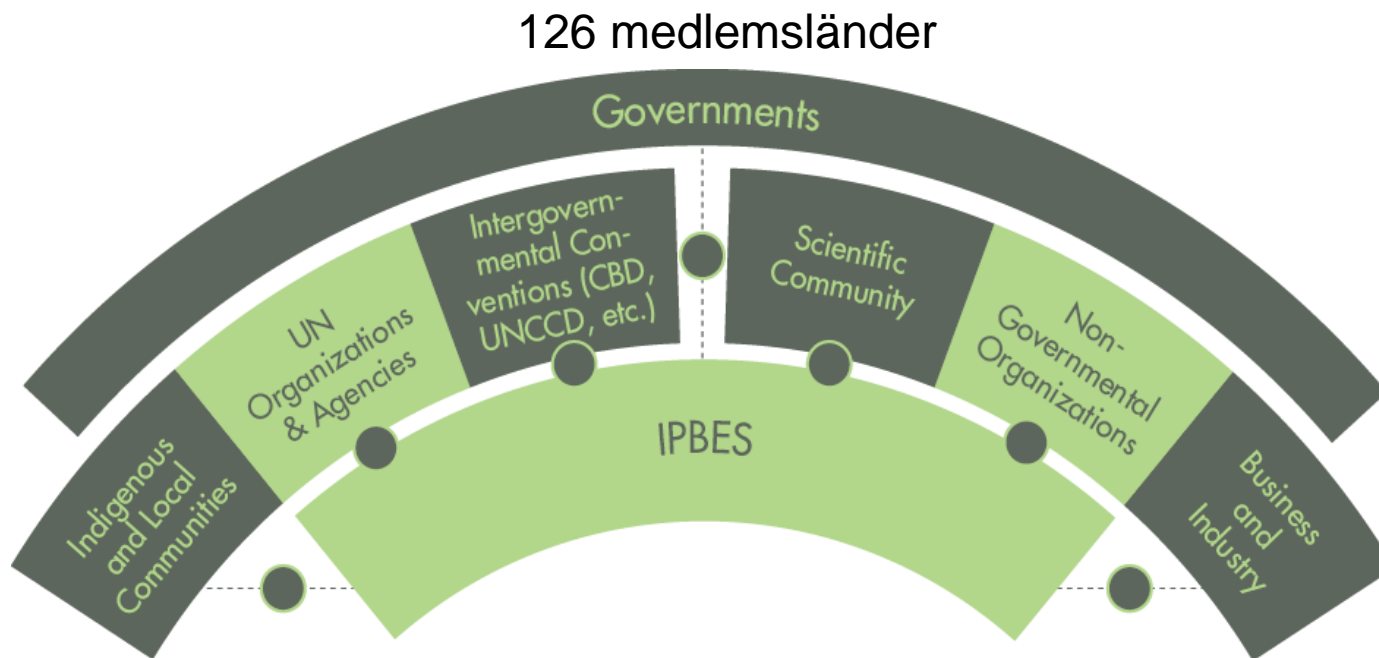 126 medlemsländer
Governments
Indigenous
and Local
Communities
UN
Organizations
& Agencies
Intergovern-
mental Con-
ventions (CBD,
UNCCD, etc.)
Scientific
Community
Non-
Governmental
Organizations
Business
and
Industry
IPBES